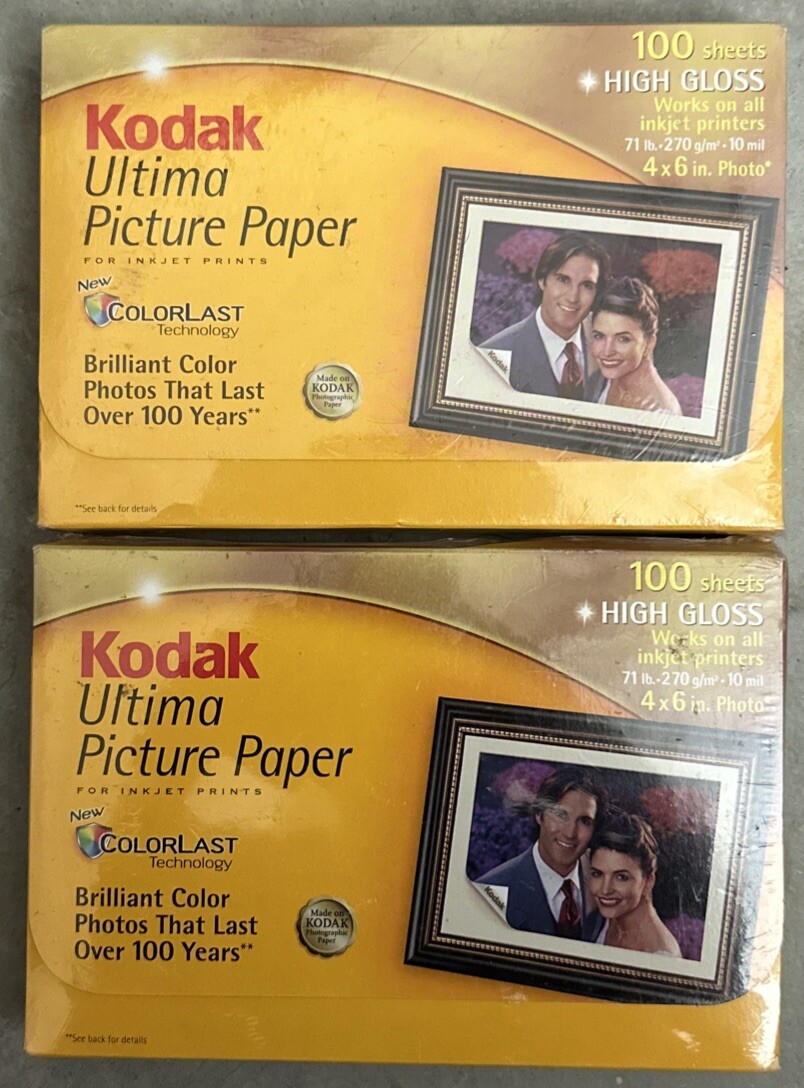 100 sheets
HIGH GLOSS
Works on all
inkjet printers
71 lb.·270 g/m²·10 mil
4 x 6 in. Photo*
Kodak
Ultima
Picture Paper
FOR INKJET PRINTS
New
COLORLAST
Technology
Brilliant Color
Photos That Last
Over 100 Years**
Made on
KODAK
Photographic
Paper
Kodak
**See back for details
100 sheets
HIGH GLOSS
Works on all
inkjet printers
71 lb.·270 g/m²·10 mil
4 x 6 in. Photo
Kodak
Ultima
Picture Paper
FOR INKJET PRINTS
New
COLORLAST
Technology
Brilliant Color
Photos That Last
Over 100 Years**
Made on
KODAK
Photographic
Paper
Kodak
**See back for details